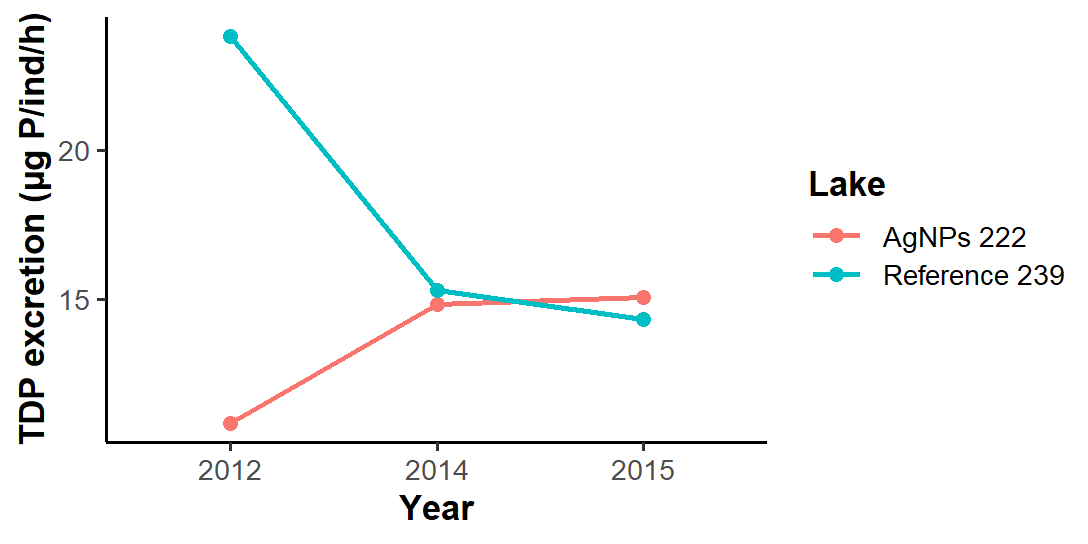 TDP excretion (µg P/ind/h)
20
15
2012 2014 2015
Year
Lake
AgNPs 222
Reference 239